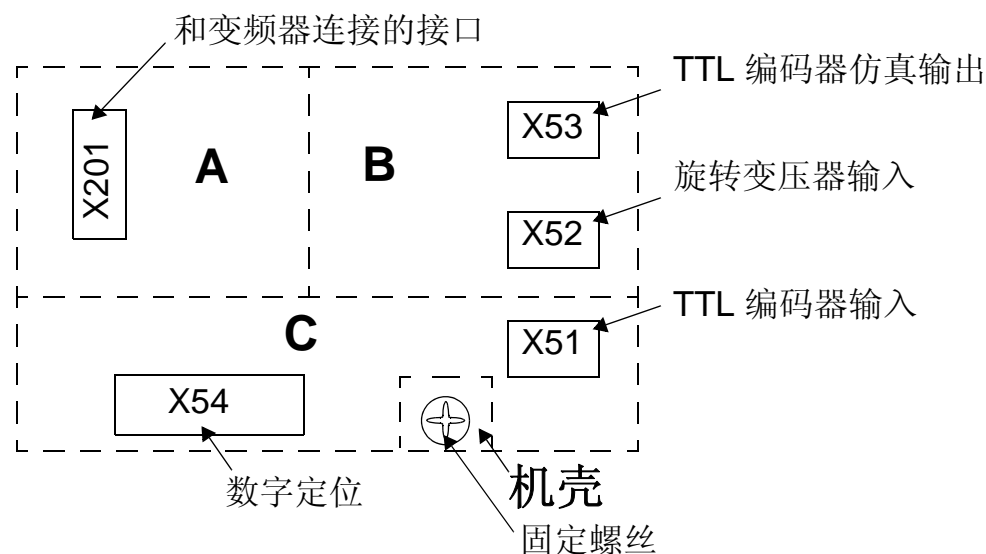 和变频器连接的接口
TTL 编码器仿真输出
X53
X201
A
B
旋转变压器输入
X52
TTL 编码器输入
C
X51
X54
数字定位
机壳
固定螺丝